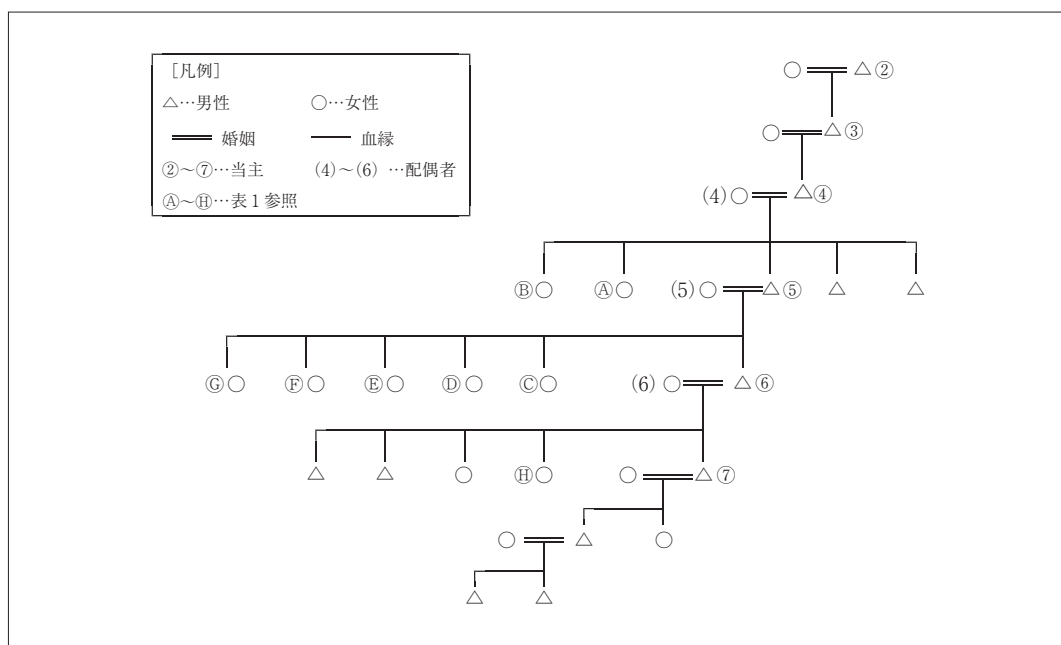 [凡例]
△…男性 ○…女性
婚姻 血縁
②~⑦…当主 (4)~(6)…配偶者
Ⓐ~Ⓗ…表1参照
○ △②
○ △③
(4)○ △④
Ⓑ○ Ⓐ○ (5)○ △⑤ △ △
Ⓖ○ Ⓕ○ Ⓔ○ Ⓓ○ Ⓒ○ (6)○ △⑥
△ △ ○ Ⓗ○ ○ △⑦
○ △ ○
△ △